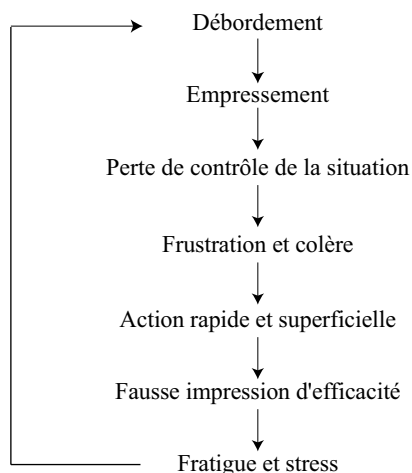 Débordement
Empressement
Perte de contrôle de la situation
Frustration et colère
Action rapide et superficielle
Fausse impression d'efficacité
Fratigue et stress